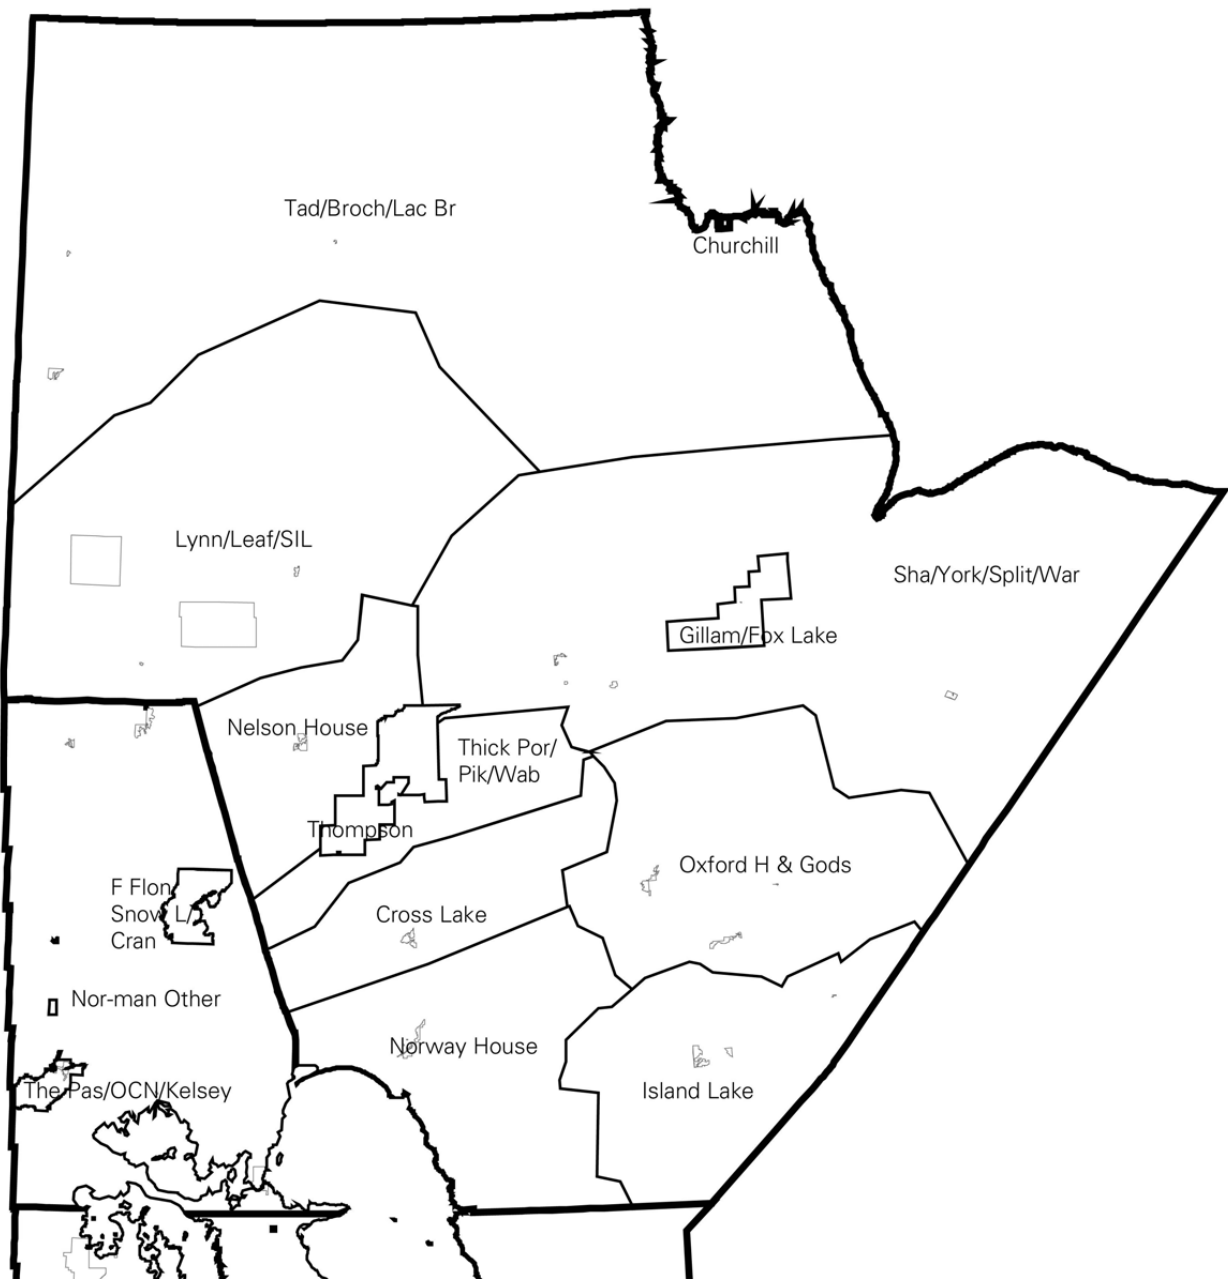 Tad/Broch/Lac Br
Churchill
Lynn/Leaf/SIL
Sha/York/Split/War
Gillam/Fox Lake
Nelson House
Thick Por/
Pik/Wab
Thompson
Oxford H & Gods
F Flon
Snow L/
Cran
Cross Lake
Nor-man Other
Norway House
The Pas/OCN/Kelsey
Island Lake